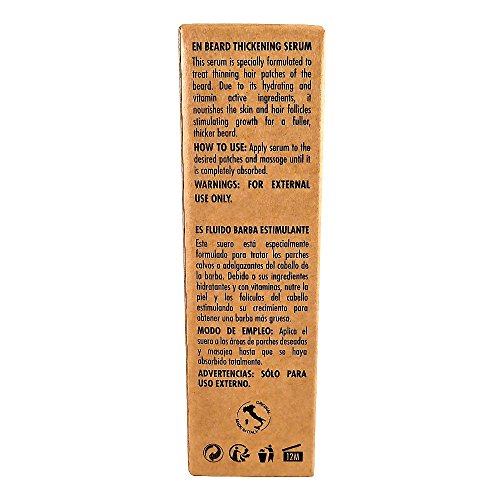 EN BEARD THICKENING SERUM
This serum is specially formulated to
treat thinning hair patches of the
beard. Due to its hydrating and
vitamin active ingredients, it
nourishes the skin and hair follicles
stimulating growth for a fuller,
thicker beard.
HOW TO USE: Apply serum to the
desired patches and massage until it
is completely absorbed.
WARNINGS: FOR EXTERNAL
USE ONLY.
ES FLUIDO BARBA ESTIMULANTE
Este suero está especialmente
formulado para tratar los parches
calvos o adelgazantes del cabello de
la barba. Debido a sus ingredientes
hidratantes y con vitaminas, nutre la
piel y los folículos del cabello
estimulando su crecimiento para
obtener una barba más gruesa.
MODO DE EMPLEO: Aplica el
suero a las áreas de parches deseadas
y masajea hasta que se haya
absorbido totalmente.
ADVERTENCIAS: SÓLO PARA
USO EXTERNO.
ORIGINAL
MADE IN ITALY
12M